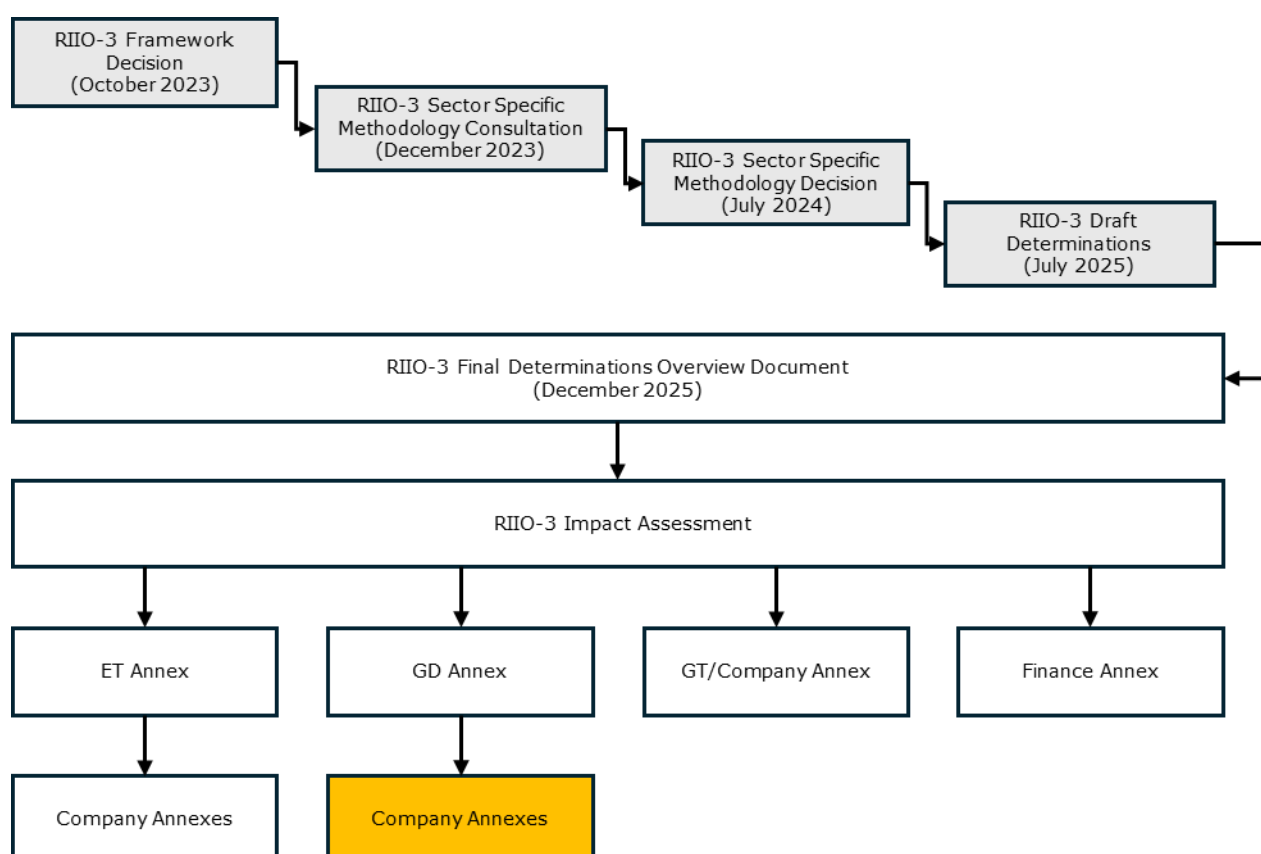 RIIO-3 Framework
Decision
(October 2023)
RIIO-3 Sector Specific
Methodology Consultation
(December 2023)
RIIO-3 Sector Specific
Methodology Decision
(July 2024)
RIIO-3 Draft
Determinations
(July 2025)
RIIO-3 Final Determinations Overview Document
(December 2025)
RIIO-3 Impact Assessment
ET Annex
GD Annex
GT/Company Annex
Finance Annex
Company Annexes
Company Annexes